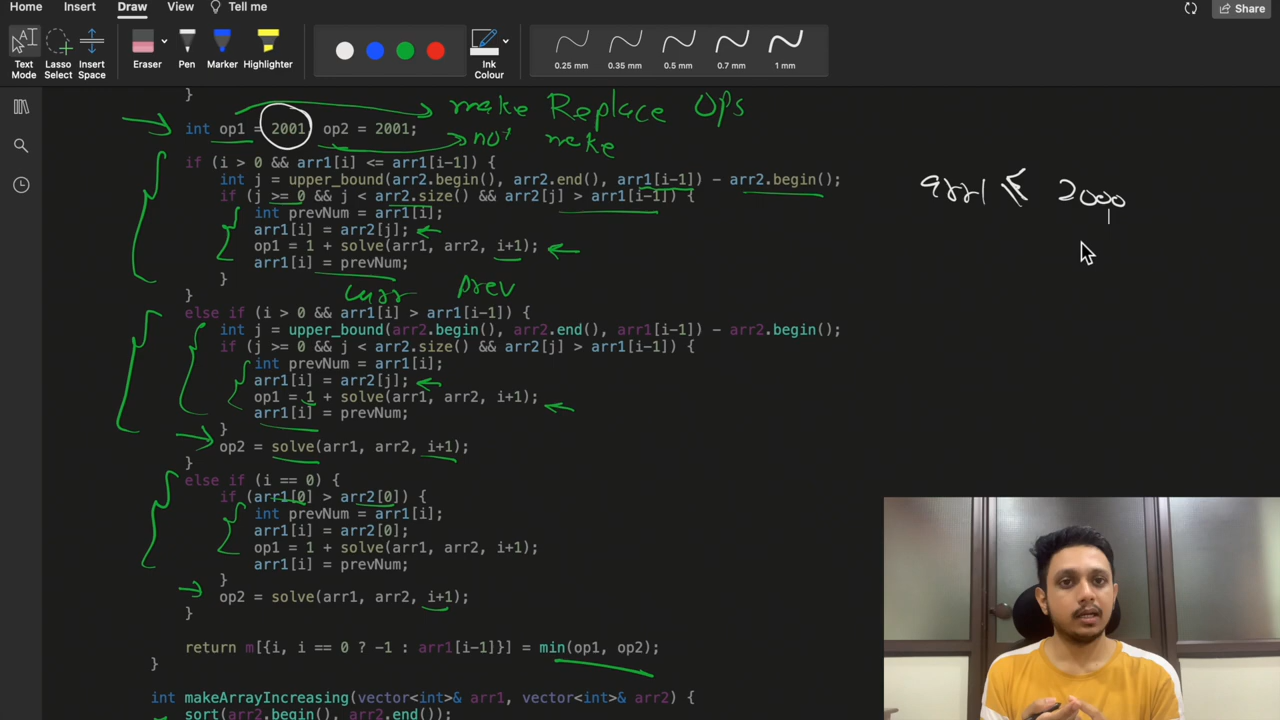 Home Insert Draw View Tell me Share
Text Mode Lasso Select Insert Space Eraser Pen Marker Highlighter Ink Colour 0.25 mm 0.35 mm 0.5 mm 0.7 mm 1 mm
}
make Replace Ops
int op1 = 2001, op2 = 2001;
not make
if (i > 0 && arr1[i] <= arr1[i-1]) {
int j = upper_bound(arr2.begin(), arr2.end(), arr1[i-1]) - arr2.begin();
arr1 ≤ 2000
if (j >= 0 && j < arr2.size() && arr2[j] > arr1[i-1]) {
int prevNum = arr1[i];
arr1[i] = arr2[j];
op1 = 1 + solve(arr1, arr2, i+1);
arr1[i] = prevNum;
}
curr prev
}
else if (i > 0 && arr1[i] > arr1[i-1]) {
int j = upper_bound(arr2.begin(), arr2.end(), arr1[i-1]) - arr2.begin();
if (j >= 0 && j < arr2.size() && arr2[j] > arr1[i-1]) {
int prevNum = arr1[i];
arr1[i] = arr2[j];
op1 = 1 + solve(arr1, arr2, i+1);
arr1[i] = prevNum;
}
op2 = solve(arr1, arr2, i+1);
}
else if (i == 0) {
if (arr1[0] > arr2[0]) {
int prevNum = arr1[i];
arr1[i] = arr2[0];
op1 = 1 + solve(arr1, arr2, i+1);
arr1[i] = prevNum;
}
op2 = solve(arr1, arr2, i+1);
}
return m[{i, i == 0 ? -1 : arr1[i-1]}] = min(op1, op2);
}
int makeArrayIncreasing(vector<int>& arr1, vector<int>& arr2) {
sort(arr2.begin(), arr2.end());